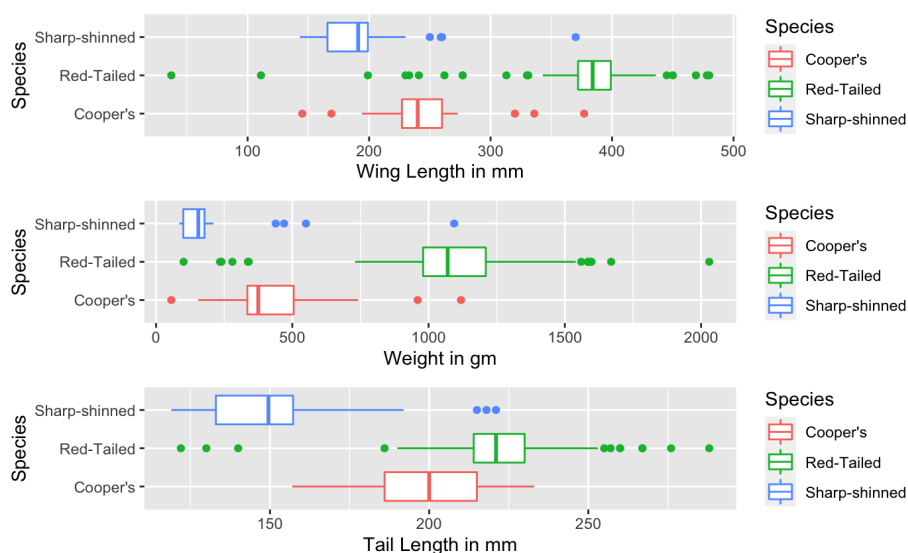 Species
Sharp-shinned
Red-Tailed
Cooper's
100 200 300 400 500
Wing Length in mm
Species
Cooper's
Red-Tailed
Sharp-shinned
Species
Sharp-shinned
Red-Tailed
Cooper's
0 500 1000 1500 2000
Weight in gm
Species
Cooper's
Red-Tailed
Sharp-shinned
Species
Sharp-shinned
Red-Tailed
Cooper's
150 200 250
Tail Length in mm
Species
Cooper's
Red-Tailed
Sharp-shinned